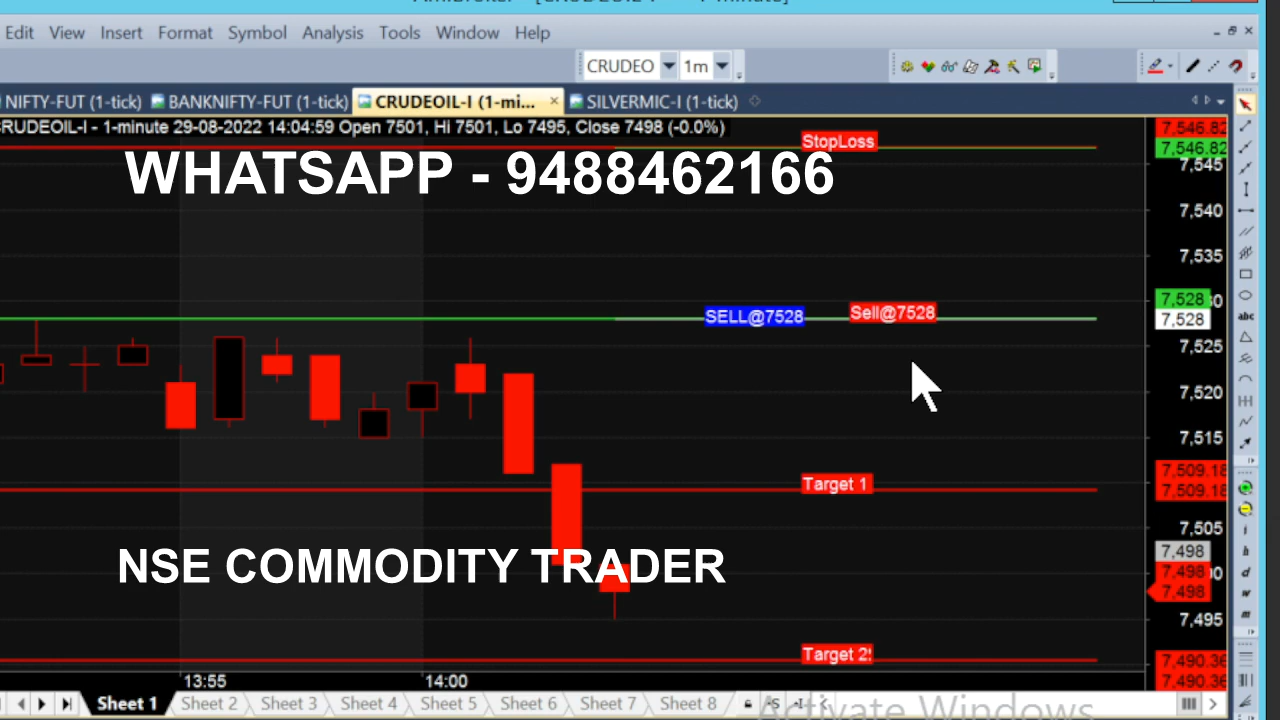 Edit View Insert Format Symbol Analysis Tools Window Help
CRUDEO 1m
NIFTY-FUT (1-tick) BANKNIFTY-FUT (1-tick) CRUDEOIL-I (1-mi... SILVERMIC-I (1-tick)
CRUDEOIL-I - 1-minute 29-08-2022 14:04:59 Open 7501, Hi 7501, Lo 7495, Close 7498 (-0.0%)
StopLoss
7,546.82
7,546.82
WHATSAPP - 9488462166
7,545
7,540
7,535
7,528
SELL@7528 Sell@7528
7,528
7,525
7,520
7,515
7,509.18
Target 1
7,509.18
7,505
7,498
NSE COMMODITY TRADER
7,498
7,498
7,495
Target 2
7,490.36
7,490.36
13:55 14:00
Sheet 1 Sheet 2 Sheet 3 Sheet 4 Sheet 5 Sheet 6 Sheet 7 Sheet 8
Activate Windows